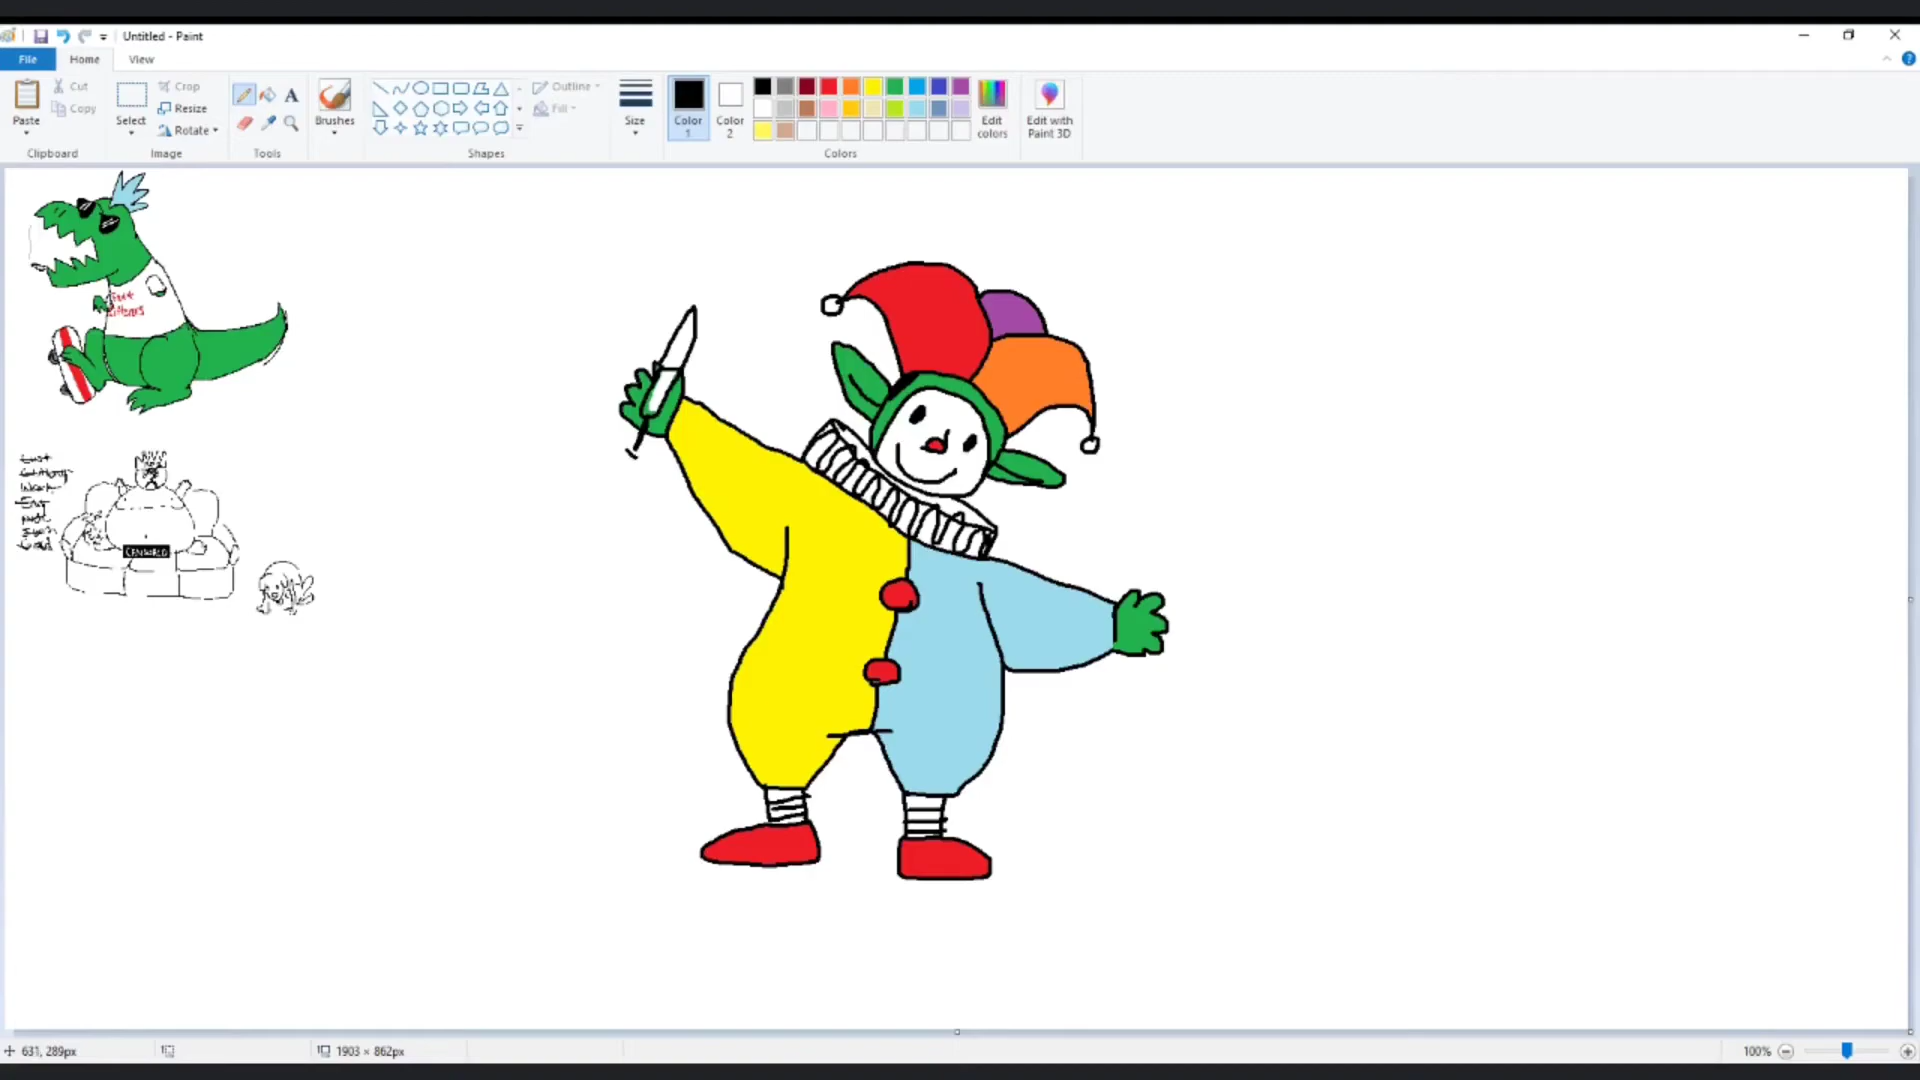 Untitled - Paint
File Home View
Paste
Cut
Copy
Clipboard
Select
Crop
Resize
Rotate
Image
Tools
Brushes
Shapes
Outline
Fill
Size
Color 1
Color 2
Edit colors
Colors
Edit with Paint 3D
CENSORED
631, 289px
1903 × 862px
100%